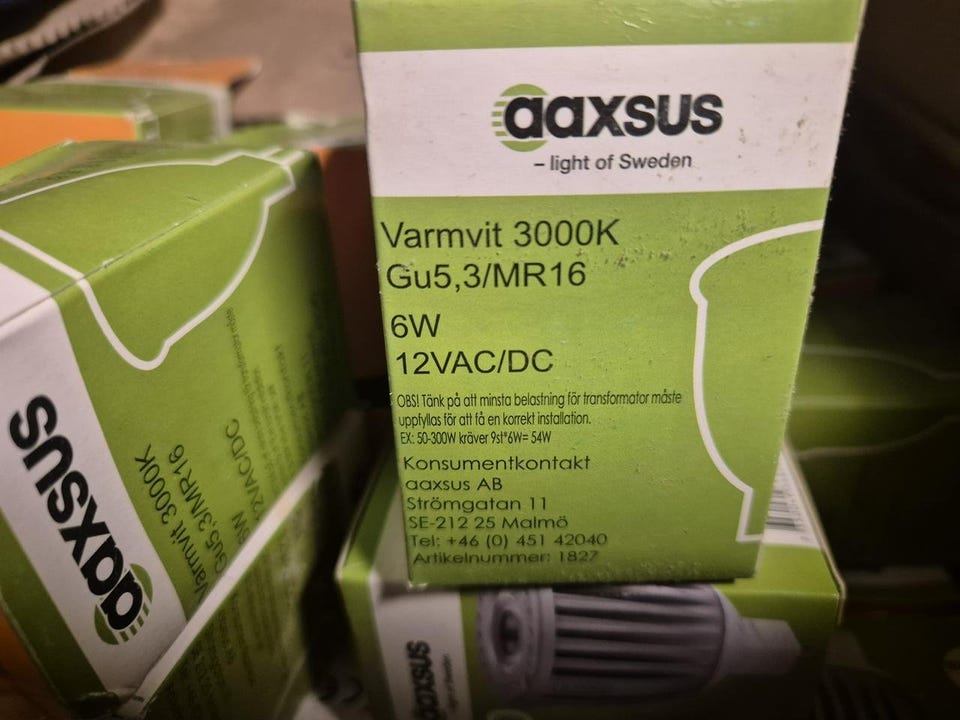 aaxsus
– light of Sweden
Varmvit 3000K
Gu5,3/MR16
6W
12VAC/DC
OBS! Tänk på att minsta belastning för transformator måste
uppfyllas för att få en korrekt installation.
EX: 50-300W kräver 9st*6W= 54W
Konsumentkontakt
aaxsus AB
Strömgatan 11
SE-212 25 Malmö
Tel: +46 (0) 451 42040
Artikelnummer: 1827
aaxsus
Varmvit 3000K
Gu5,3/MR16
6W
12VAC/DC
aaxsus